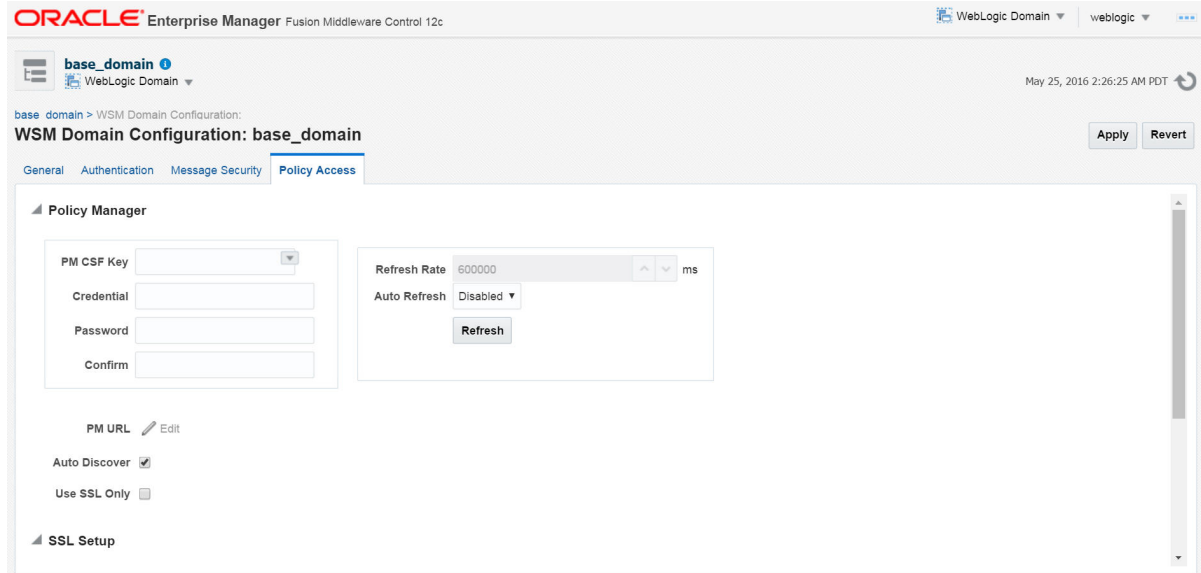 ORACLE Enterprise Manager Fusion Middleware Control 12c
WebLogic Domain
weblogic
base_domain
WebLogic Domain
May 25, 2016 2:26:25 AM PDT
base_domain > WSM Domain Configuration:
WSM Domain Configuration: base_domain
Apply
Revert
General
Authentication
Message Security
Policy Access
Policy Manager
PM CSF Key
Credential
Password
Confirm
Refresh Rate 600000 ms
Auto Refresh Disabled
Refresh
PM URL Edit
Auto Discover
Use SSL Only
SSL Setup